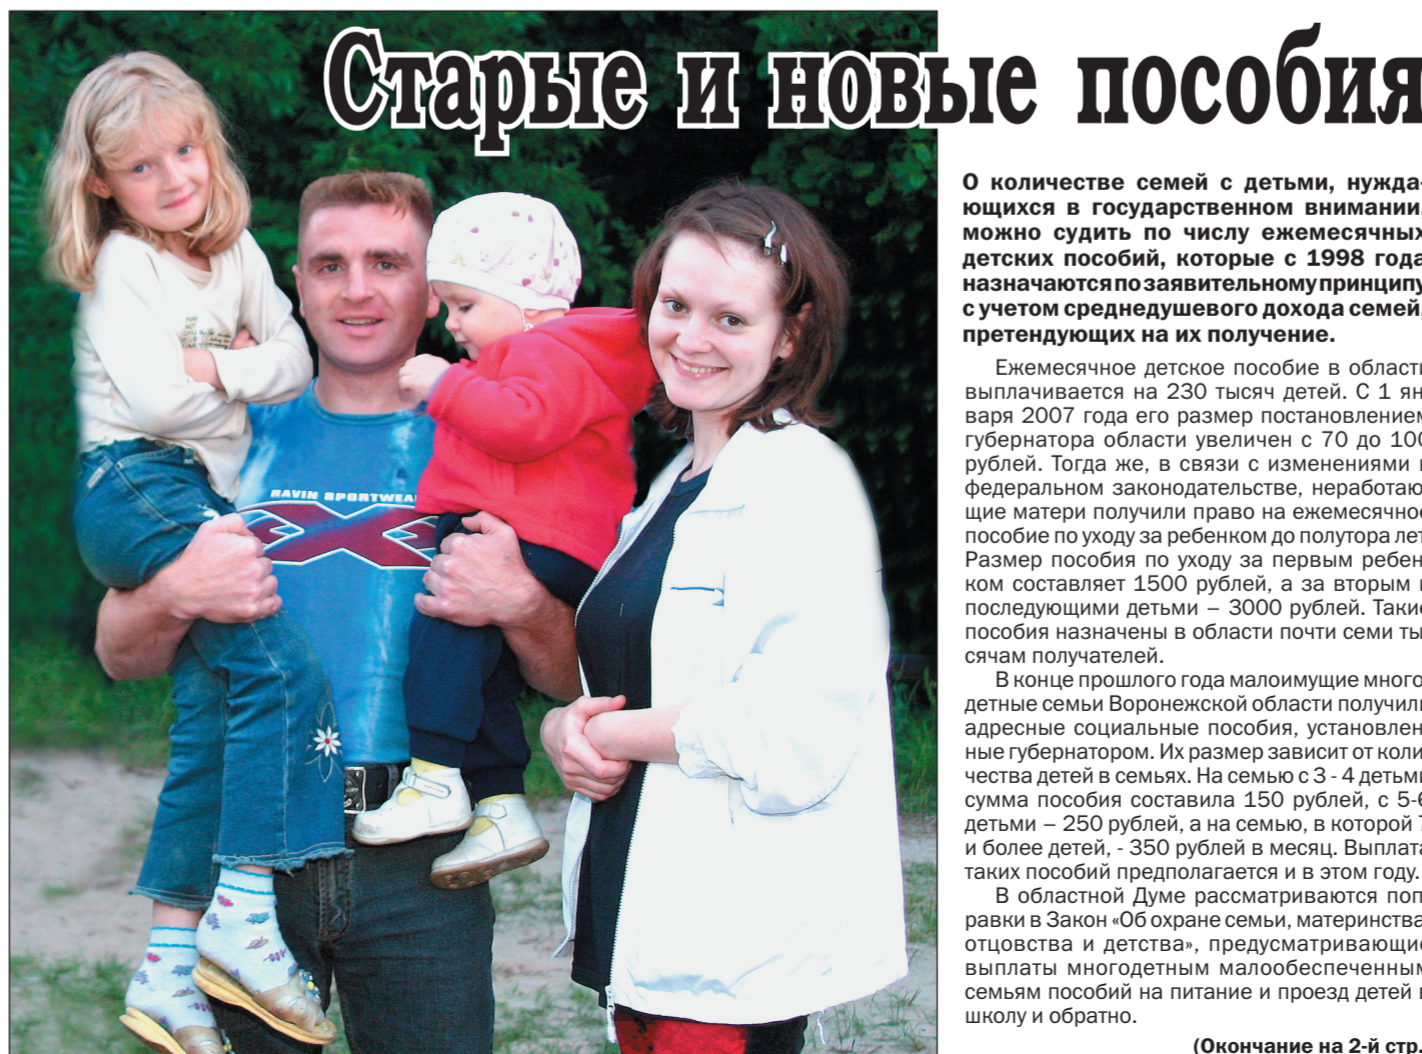 Старые и новые пособия
О количестве семей с детьми, нужда-
ющихся в государственном внимании,
можно судить по числу ежемесячных
детских пособий, которые с 1998 года
назначаются по заявительному принципу
с учетом среднедушевого дохода семей,
претендующих на их получение.
Ежемесячное детское пособие в области
выплачивается на 230 тысяч детей. С 1 ян-
варя 2007 года его размер постановлением
губернатора области увеличен с 70 до 100
рублей. Тогда же, в связи с изменениями в
федеральном законодательстве, неработаю-
щие матери получили право на ежемесячное
пособие по уходу за ребенком до полутора лет.
Размер пособия по уходу за первым ребен-
ком составляет 1500 рублей, а за вторым и
последующими детьми – 3000 рублей. Такие
пособия назначены в области почти семи ты-
сячам получателей.
В конце прошлого года малоимущие много-
детные семьи Воронежской области получили
адресные социальные пособия, установлен-
ные губернатором. Их размер зависит от коли-
чества детей в семьях. На семью с 3 - 4 детьми
сумма пособия составила 150 рублей, с 5-6
детьми – 250 рублей, а на семью, в которой 7
и более детей, - 350 рублей в месяц. Выплата
таких пособий предполагается и в этом году.
В областной Думе рассматриваются поп-
равки в Закон «Об охране семьи, материнства,
отцовства и детства», предусматривающие
выплаты многодетным малообеспеченным
семьям пособий на питание и проезд детей в
школу и обратно.
(Окончание на 2-й стр.
RAVIN SPORTWEAR